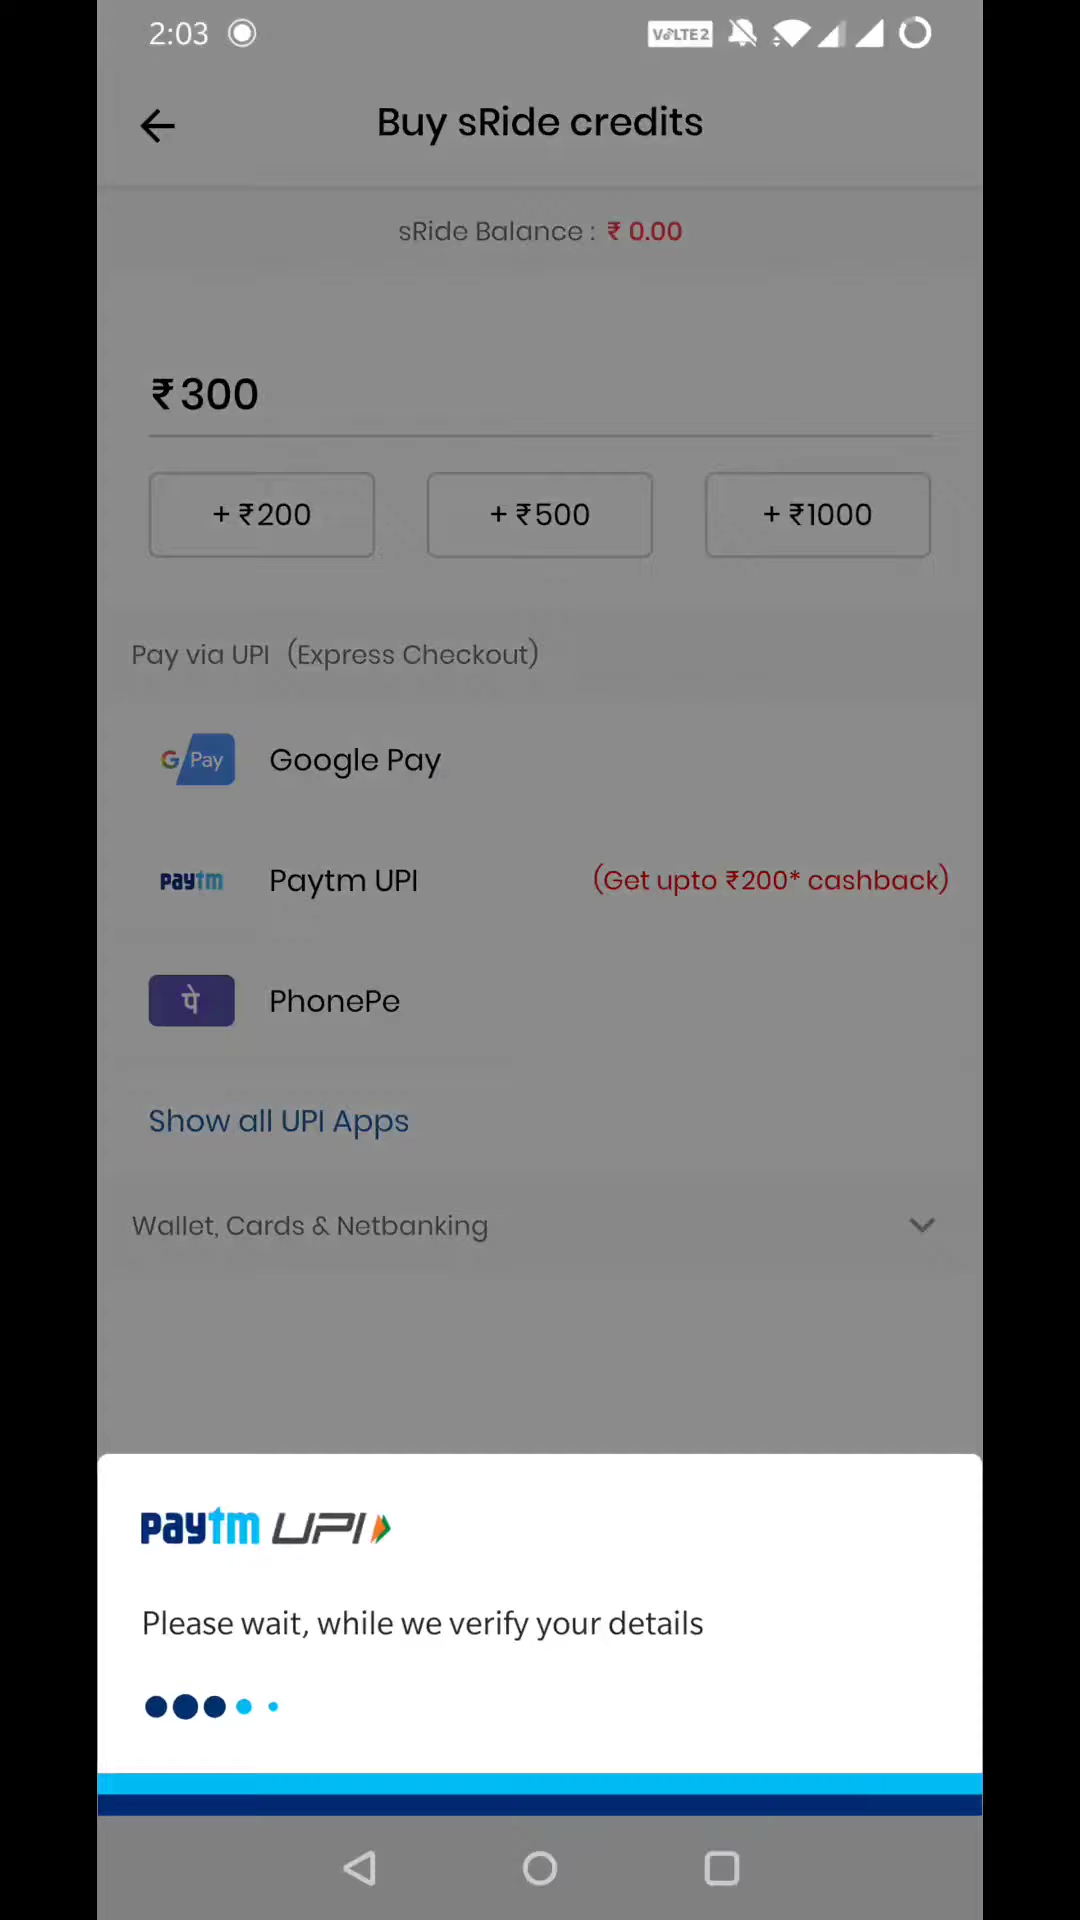 2:03
VoLTE2
Buy sRide credits
sRide Balance : ₹ 0.00
₹300
+ ₹200
+ ₹500
+ ₹1000
Pay via UPI (Express Checkout)
G Pay
Google Pay
paytm
Paytm UPI
(Get upto ₹200* cashback)
पे
PhonePe
Show all UPI Apps
Wallet, Cards & Netbanking
paytm UPI
Please wait, while we verify your details